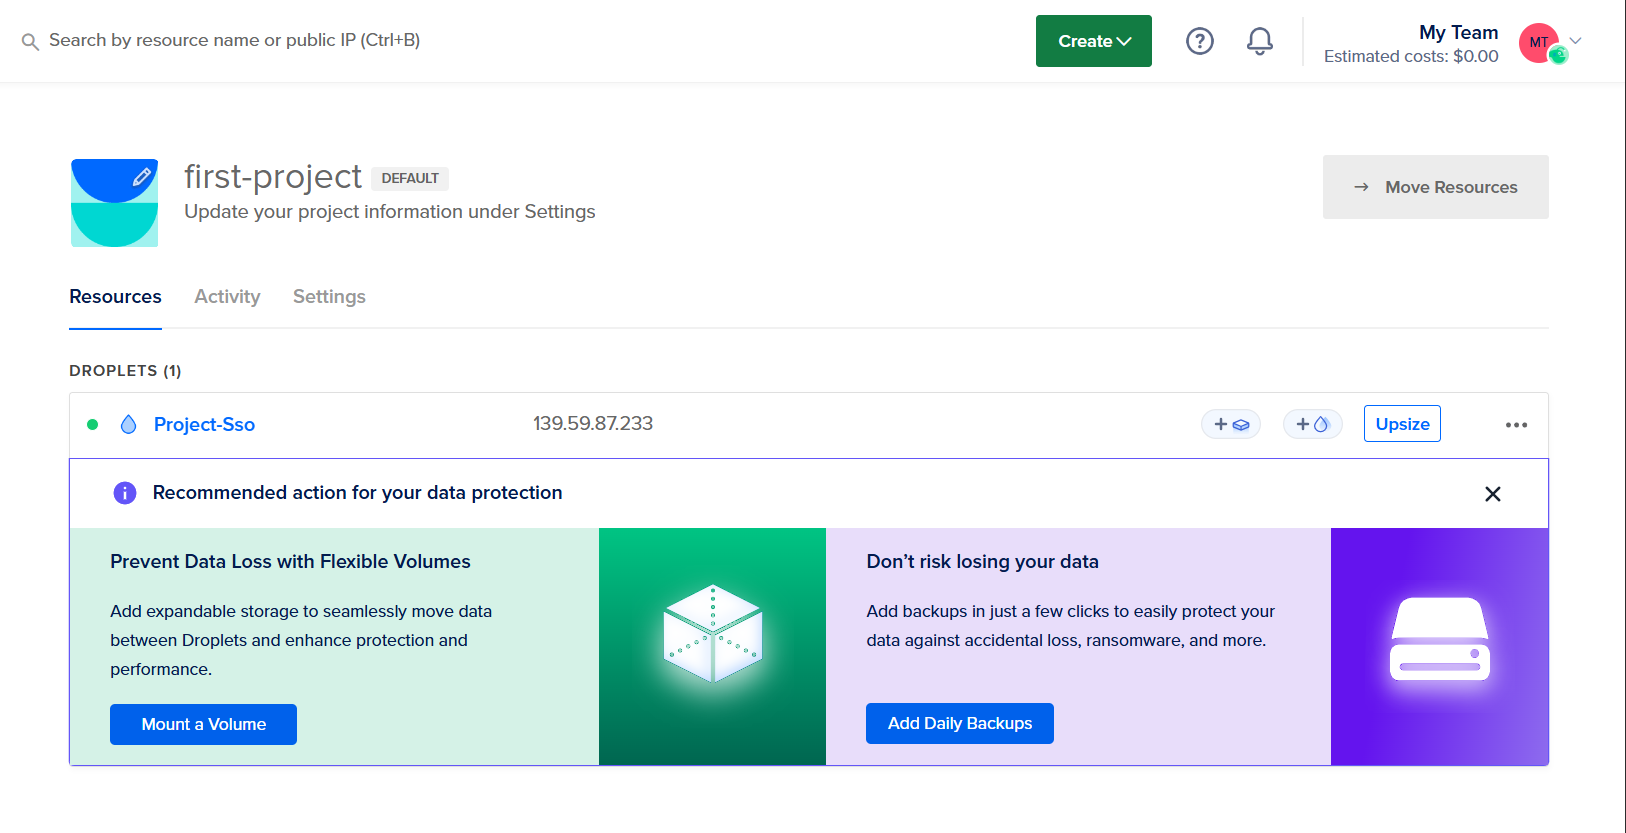 Search by resource name or public IP (Ctrl+B)
Create
My Team
Estimated costs: $0.00
MT
first-project
DEFAULT
Update your project information under Settings
Move Resources
Resources
Activity
Settings
DROPLETS (1)
Project-Sso
139.59.87.233
Upsize
Recommended action for your data protection
Prevent Data Loss with Flexible Volumes
Add expandable storage to seamlessly move data
between Droplets and enhance protection and
performance.
Mount a Volume
Don’t risk losing your data
Add backups in just a few clicks to easily protect your
data against accidental loss, ransomware, and more.
Add Daily Backups